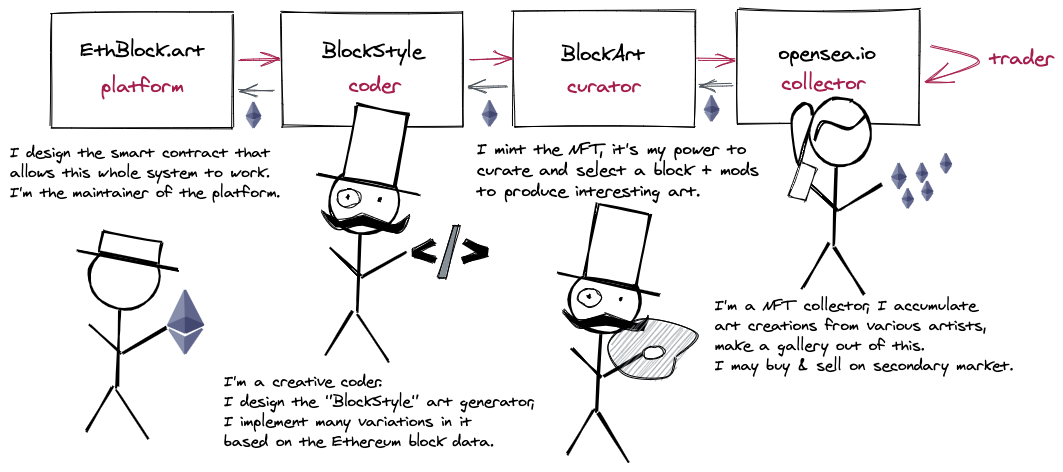 EthBlock.art
platform
BlockStyle
coder
BlockArt
curator
opensea.io
collector
trader
I design the smart contract that
allows this whole system to work.
I'm the maintainer of the platform.
I mint the NFT, it's my power to
curate and select a block + mods
to produce interesting art.
</>
I'm a NFT collector, I accumulate
art creations from various artists,
make a gallery out of this.
I may buy & sell on secondary market.
I'm a creative coder.
I design the "BlockStyle" art generator,
I implement many variations in it
based on the Ethereum block data.